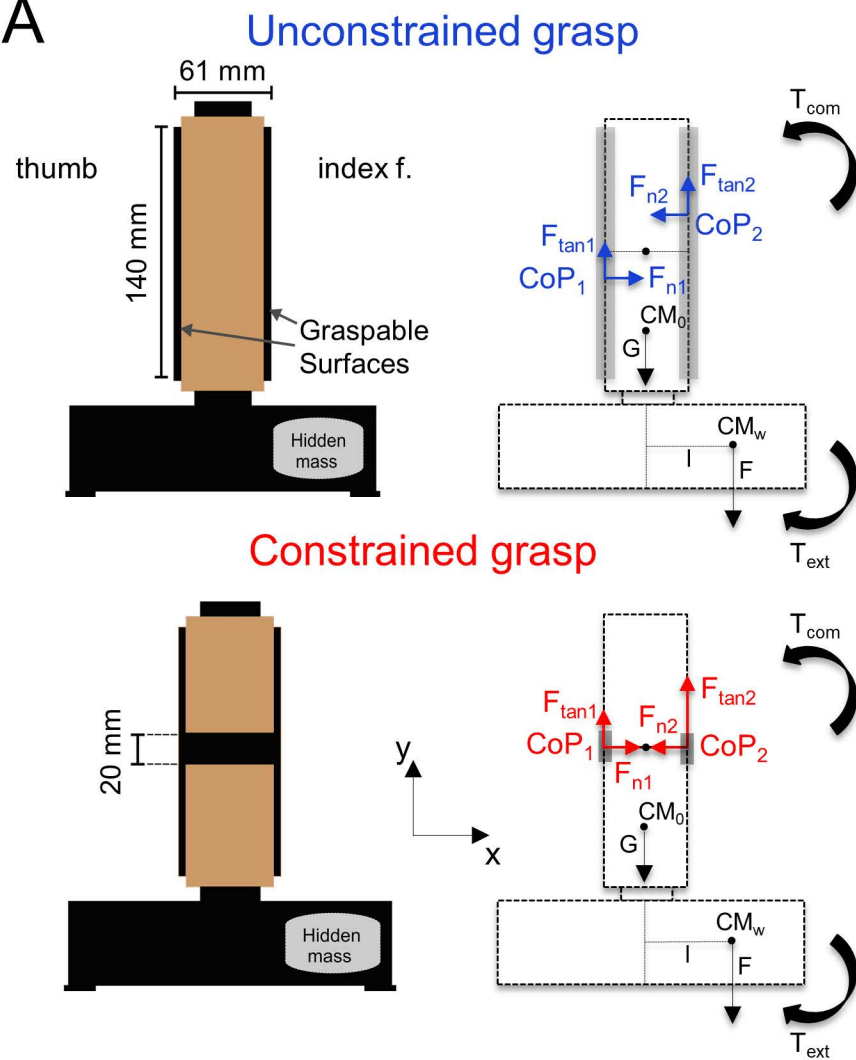 A
Unconstrained grasp
61 mm
thumb
index f.
140 mm
Graspable
Surfaces
Hidden
mass
T_com
F_tan2
F_n2
CoP_2
F_tan1
CoP_1
F_n1
CM_0
G
CM_w
l
F
T_ext
Constrained grasp
20 mm
Hidden
mass
y
x
T_com
F_tan1
F_n2
F_tan2
CoP_1
CoP_2
F_n1
CM_0
G
CM_w
l
F
T_ext